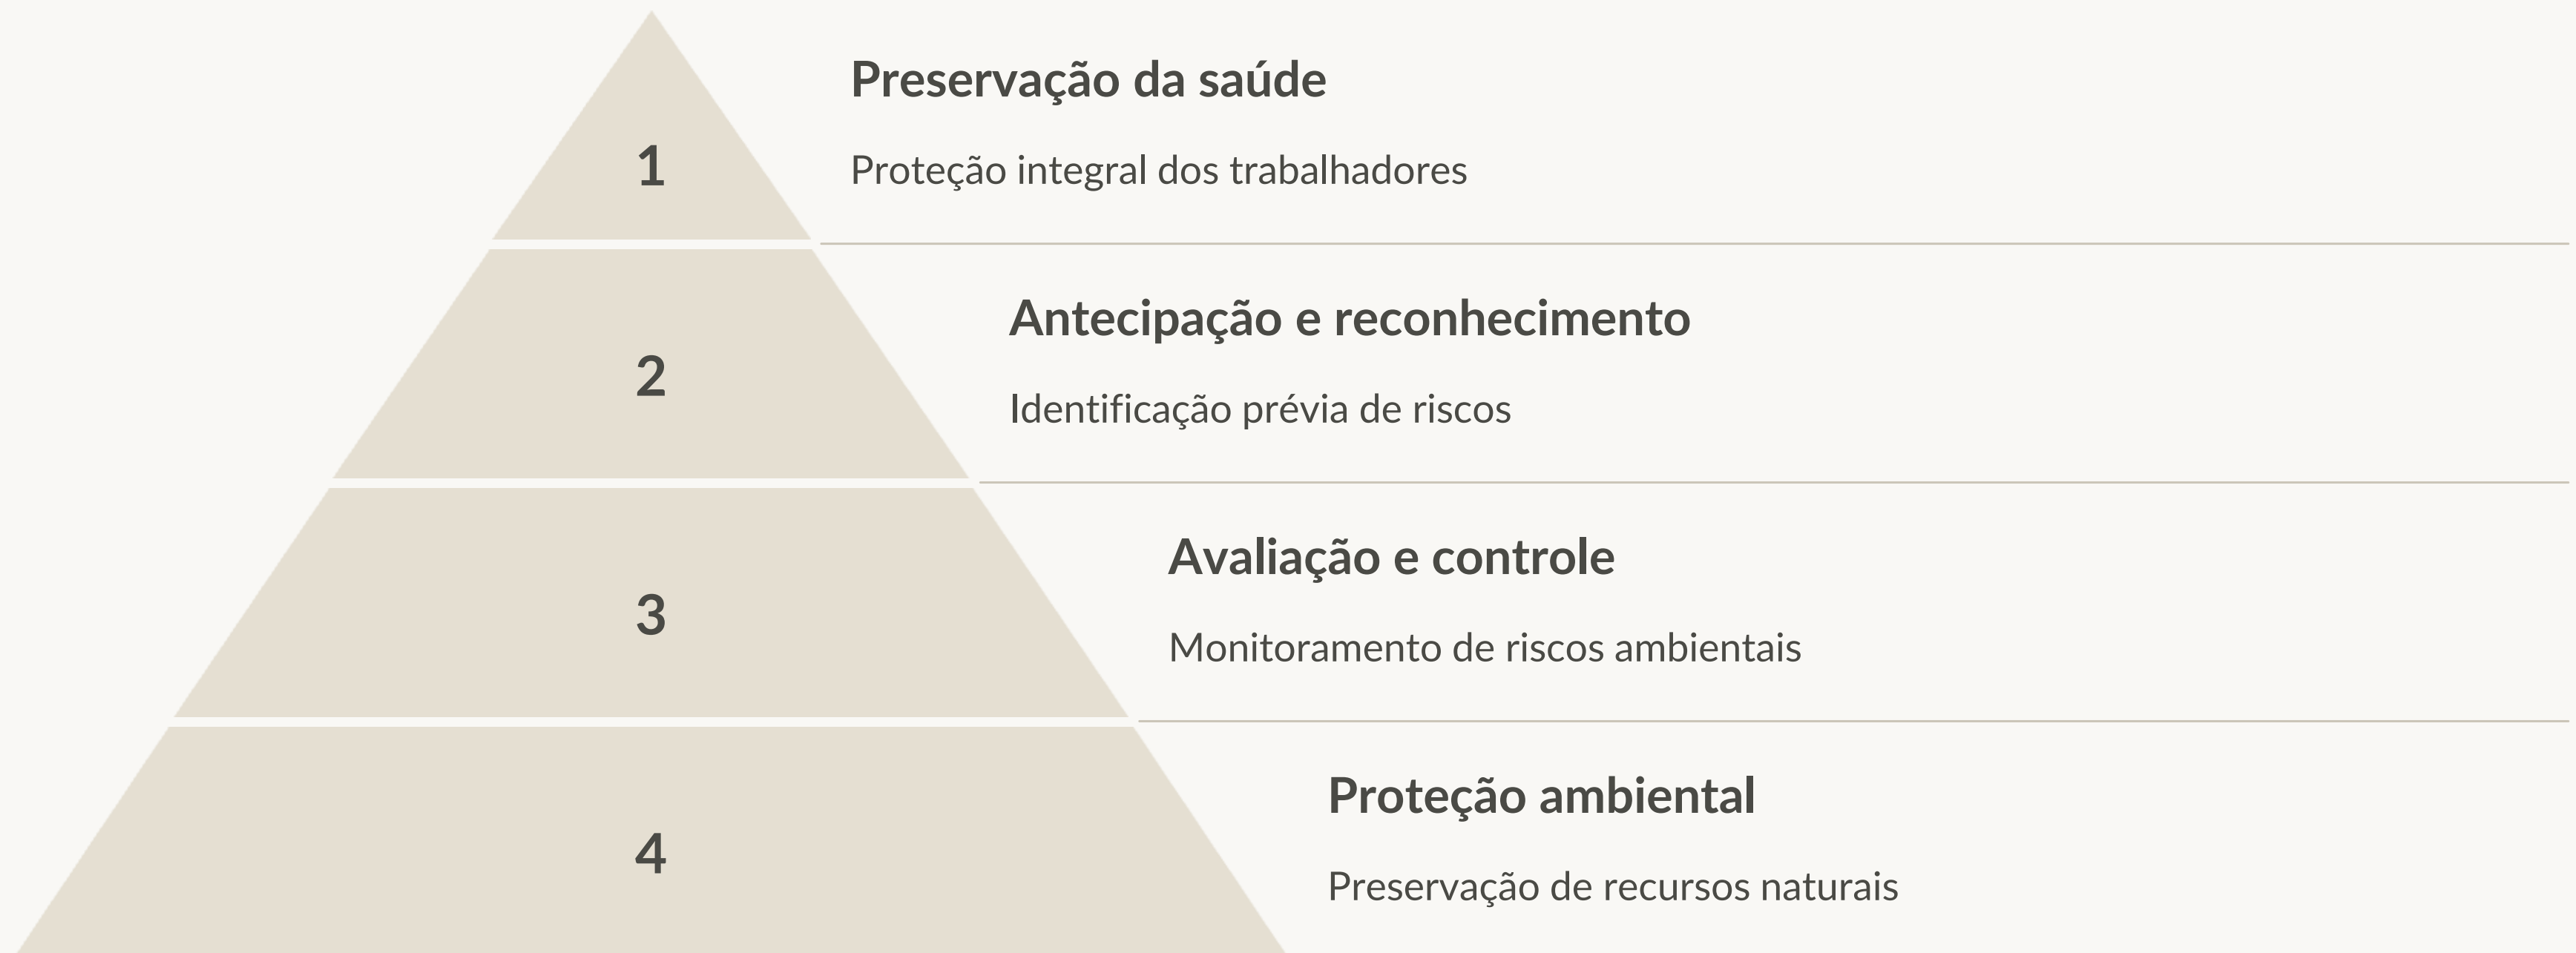 1
Preservação da saúde
Proteção integral dos trabalhadores
2
Antecipação e reconhecimento
Identificação prévia de riscos
3
Avaliação e controle
Monitoramento de riscos ambientais
4
Proteção ambiental
Preservação de recursos naturais